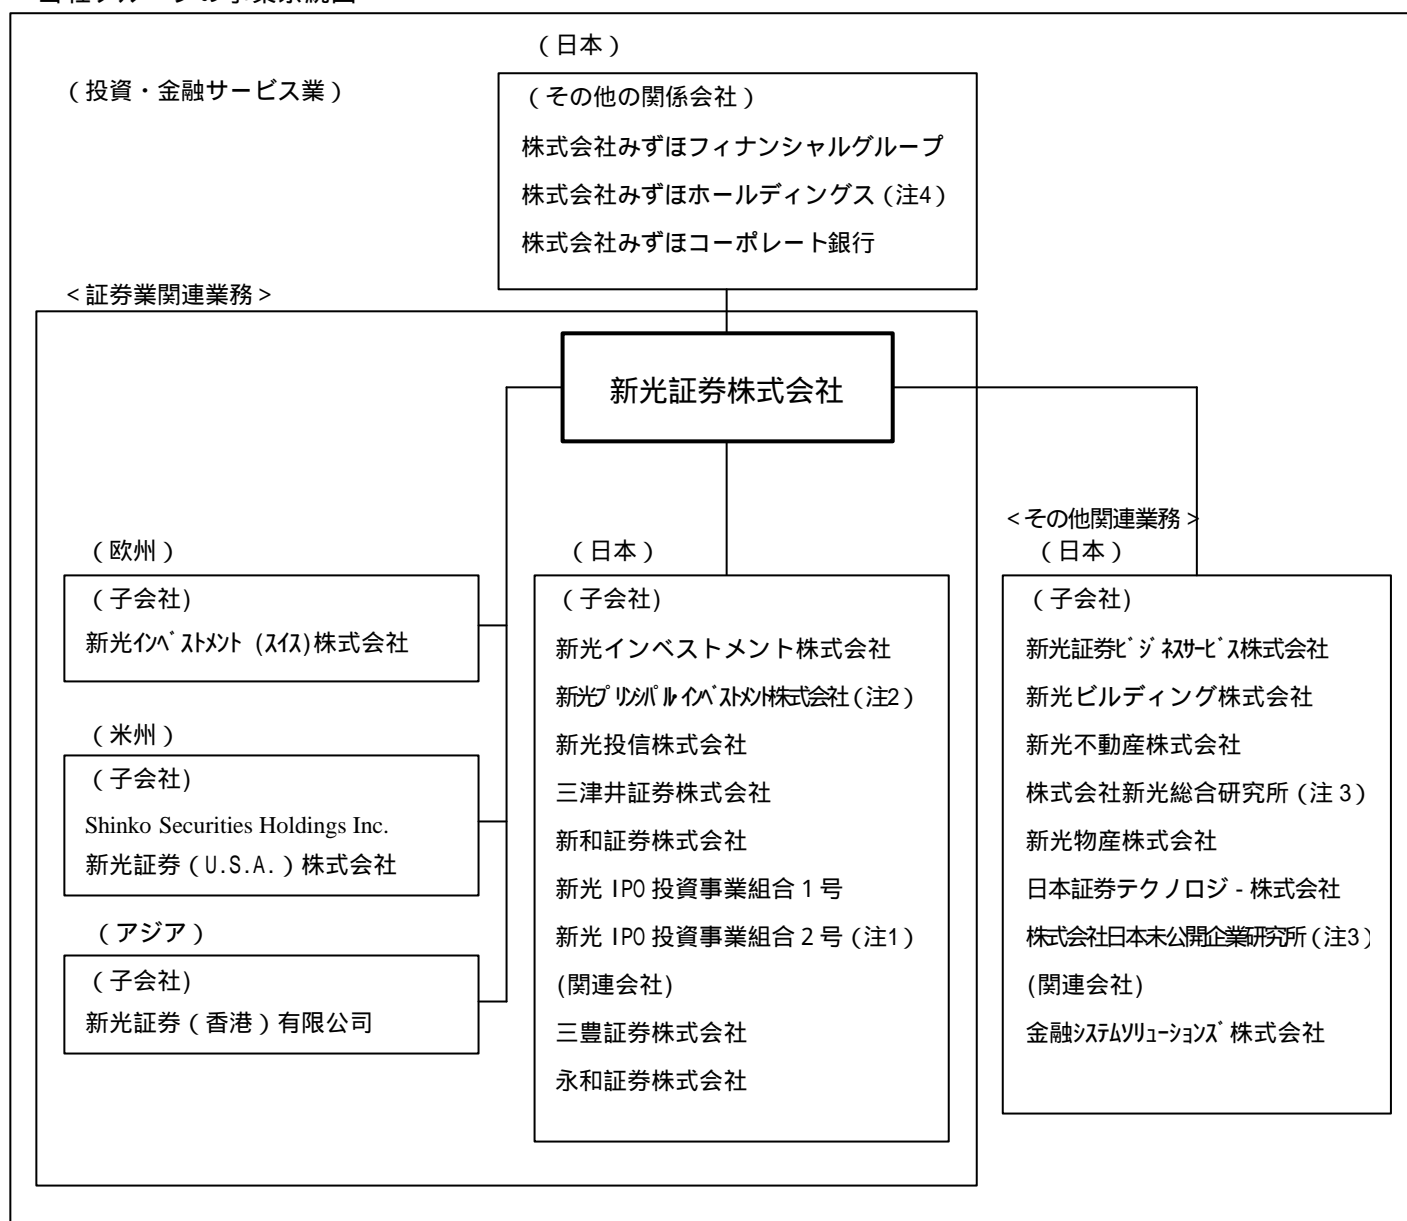 (日本)
(投資・金融サービス業)
(その他の関係会社)
株式会社みずほフィナンシャルグループ
株式会社みずほホールディングス(注4)
株式会社みずほコーポレート銀行
<証券業関連業務>
新光証券株式会社
(欧州)
(子会社)
新光インベストメント (スイス)株式会社
(米州)
(子会社)
Shinko Securities Holdings Inc.
新光証券(U.S.A.)株式会社
(アジア)
(子会社)
新光証券(香港)有限公司
(日本)
(子会社)
新光インベストメント株式会社
新光プリンシパル・インベストメント株式会社(注2)
新光投信株式会社
三津井証券株式会社
新和証券株式会社
新光 IPO 投資事業組合1号
新光 IPO 投資事業組合2号(注1)
(関連会社)
三豊証券株式会社
永和証券株式会社
<その他関連業務>
(日本)
(子会社)
新光証券ビジネスサービス株式会社
新光ビルディング株式会社
新光不動産株式会社
株式会社新光総合研究所(注3)
新光物産株式会社
日本証券テクノロジ-株式会社
株式会社日本未公開企業研究所(注3)
(関連会社)
金融システムソリューションズ株式会社